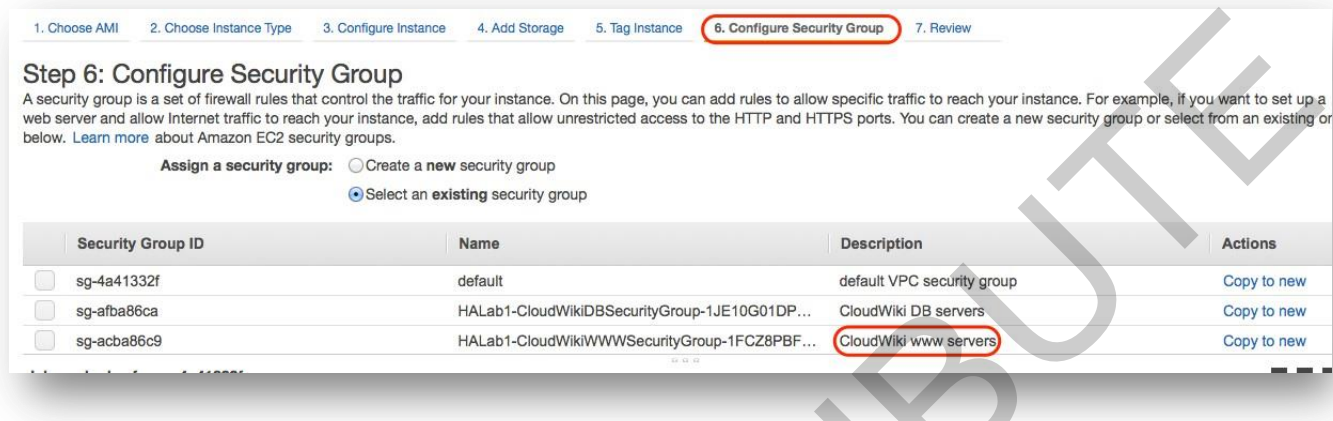 1. Choose AMI 2. Choose Instance Type 3. Configure Instance 4. Add Storage 5. Tag Instance 6. Configure Security Group 7. Review
Step 6: Configure Security Group
A security group is a set of firewall rules that control the traffic for your instance. On this page, you can add rules to allow specific traffic to reach your instance. For example, if you want to set up a
web server and allow Internet traffic to reach your instance, add rules that allow unrestricted access to the HTTP and HTTPS ports. You can create a new security group or select from an existing
below. Learn more about Amazon EC2 security groups.
Assign a security group: Create a new security group
Select an existing security group
Security Group ID Name Description Actions
sg-4a41332f default default VPC security group Copy to new
sg-afba86ca HALab1-CloudWikiDBSecurityGroup-1JE10G01DP... CloudWiki DB servers Copy to new
sg-acba86c9 HALab1-CloudWikiWWWSecurityGroup-1FCZ8PBF... CloudWiki www servers Copy to new